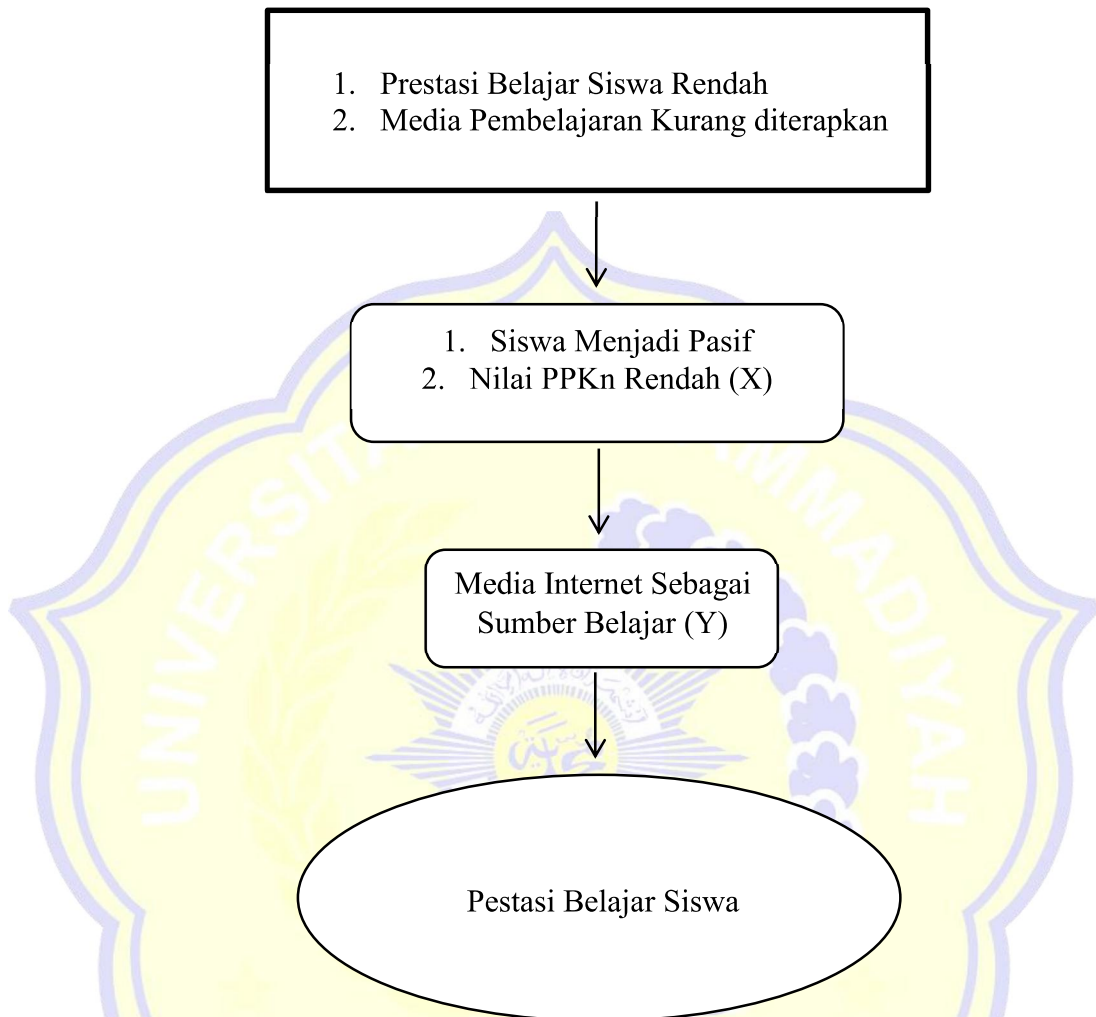 1. Prestasi Belajar Siswa Rendah
2. Media Pembelajaran Kurang diterapkan
1. Siswa Menjadi Pasif
2. Nilai PPKn Rendah (X)
Media Internet Sebagai
Sumber Belajar (Y)
Pestasi Belajar Siswa